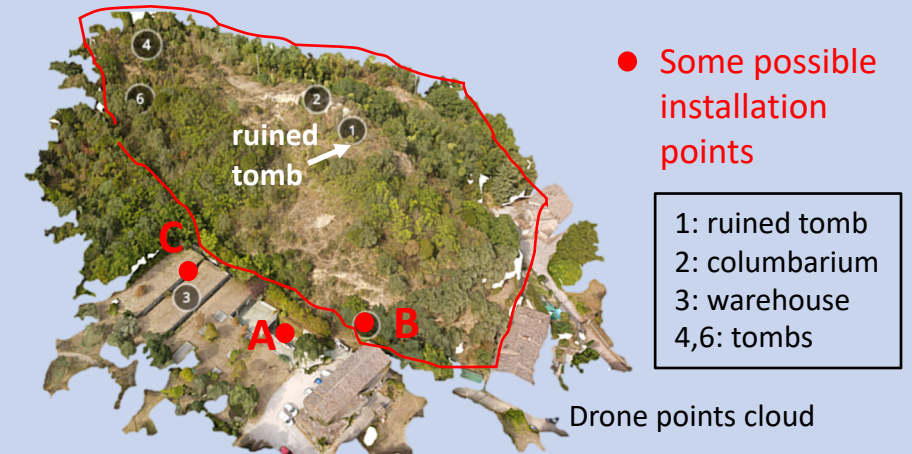 4
6
2
1
ruined
tomb
C
3
A
B
Some possible
installation
points
1: ruined tomb
2: columbarium
3: warehouse
4,6: tombs
Drone points cloud